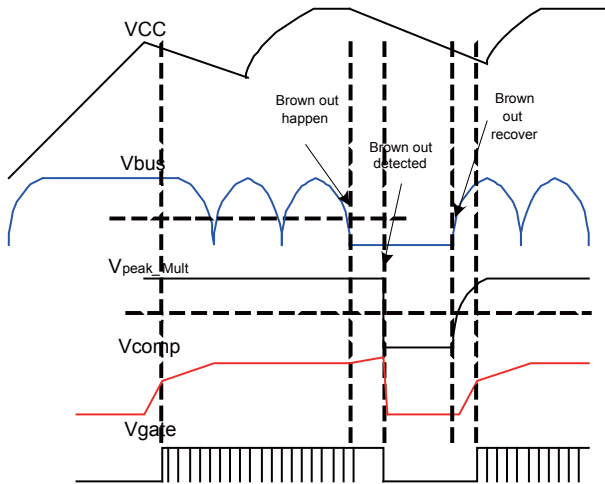 VCC
Brown out
happen
Brown out
detected
Brown
out
recover
Vbus
Vpeak_Mult
Vcomp
Vgate